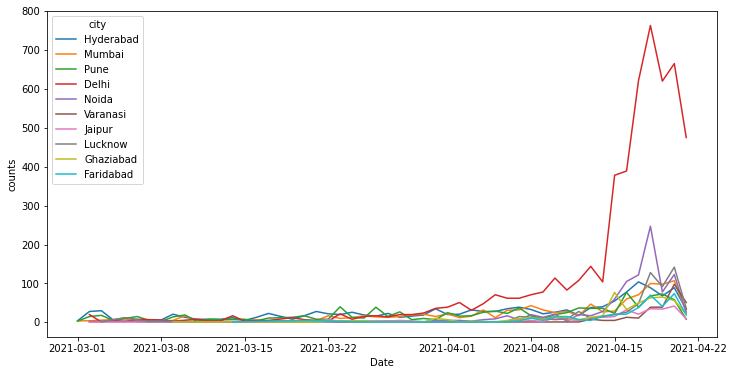 800
700
600
500
400
300
200
100
0
counts
city
Hyderabad
Mumbai
Pune
Delhi
Noida
Varanasi
Jaipur
Lucknow
Ghaziabad
Faridabad
2021-03-01 2021-03-08 2021-03-15 2021-03-22 2021-04-01 2021-04-08 2021-04-15 2021-04-22
Date